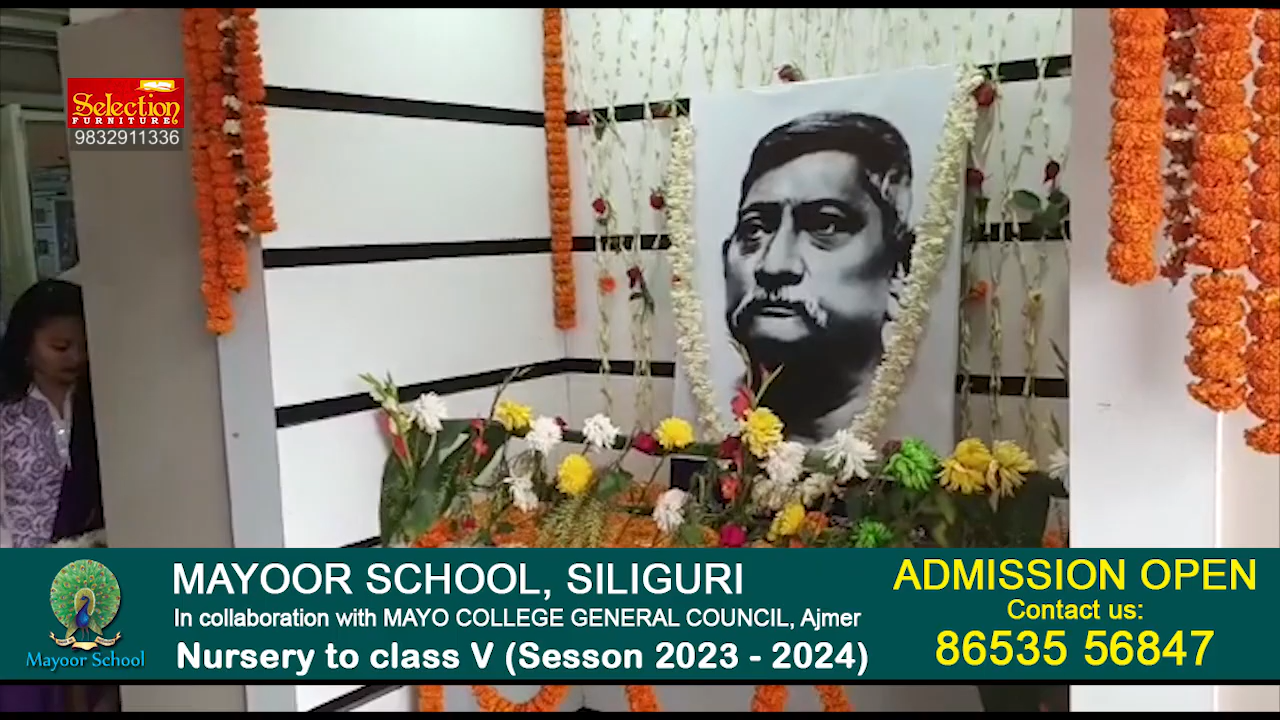 Selection
FURNITURE
9832911336
MAYOOR SCHOOL, SILIGURI
In collaboration with MAYO COLLEGE GENERAL COUNCIL, Ajmer
Nursery to class V (Sesson 2023 - 2024)
Mayoor School
ADMISSION OPEN
Contact us:
86535 56847